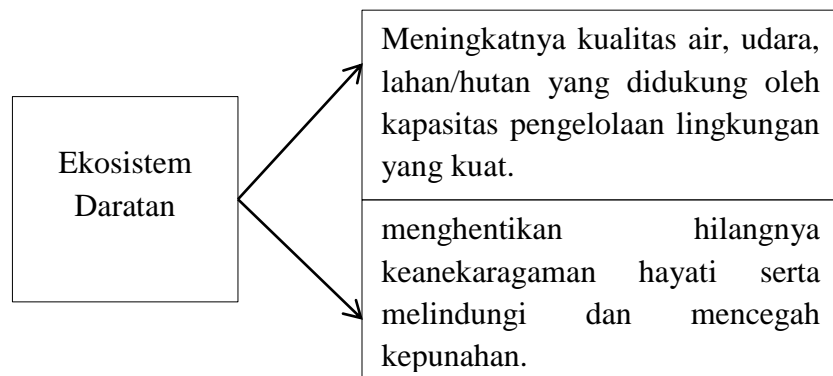 Ekosistem
Daratan
Meningkatnya kualitas air, udara,
lahan/hutan yang didukung oleh
kapasitas pengelolaan lingkungan
yang kuat.
menghentikan hilangnya
keanekaragaman hayati serta
melindungi dan mencegah
kepunahan.